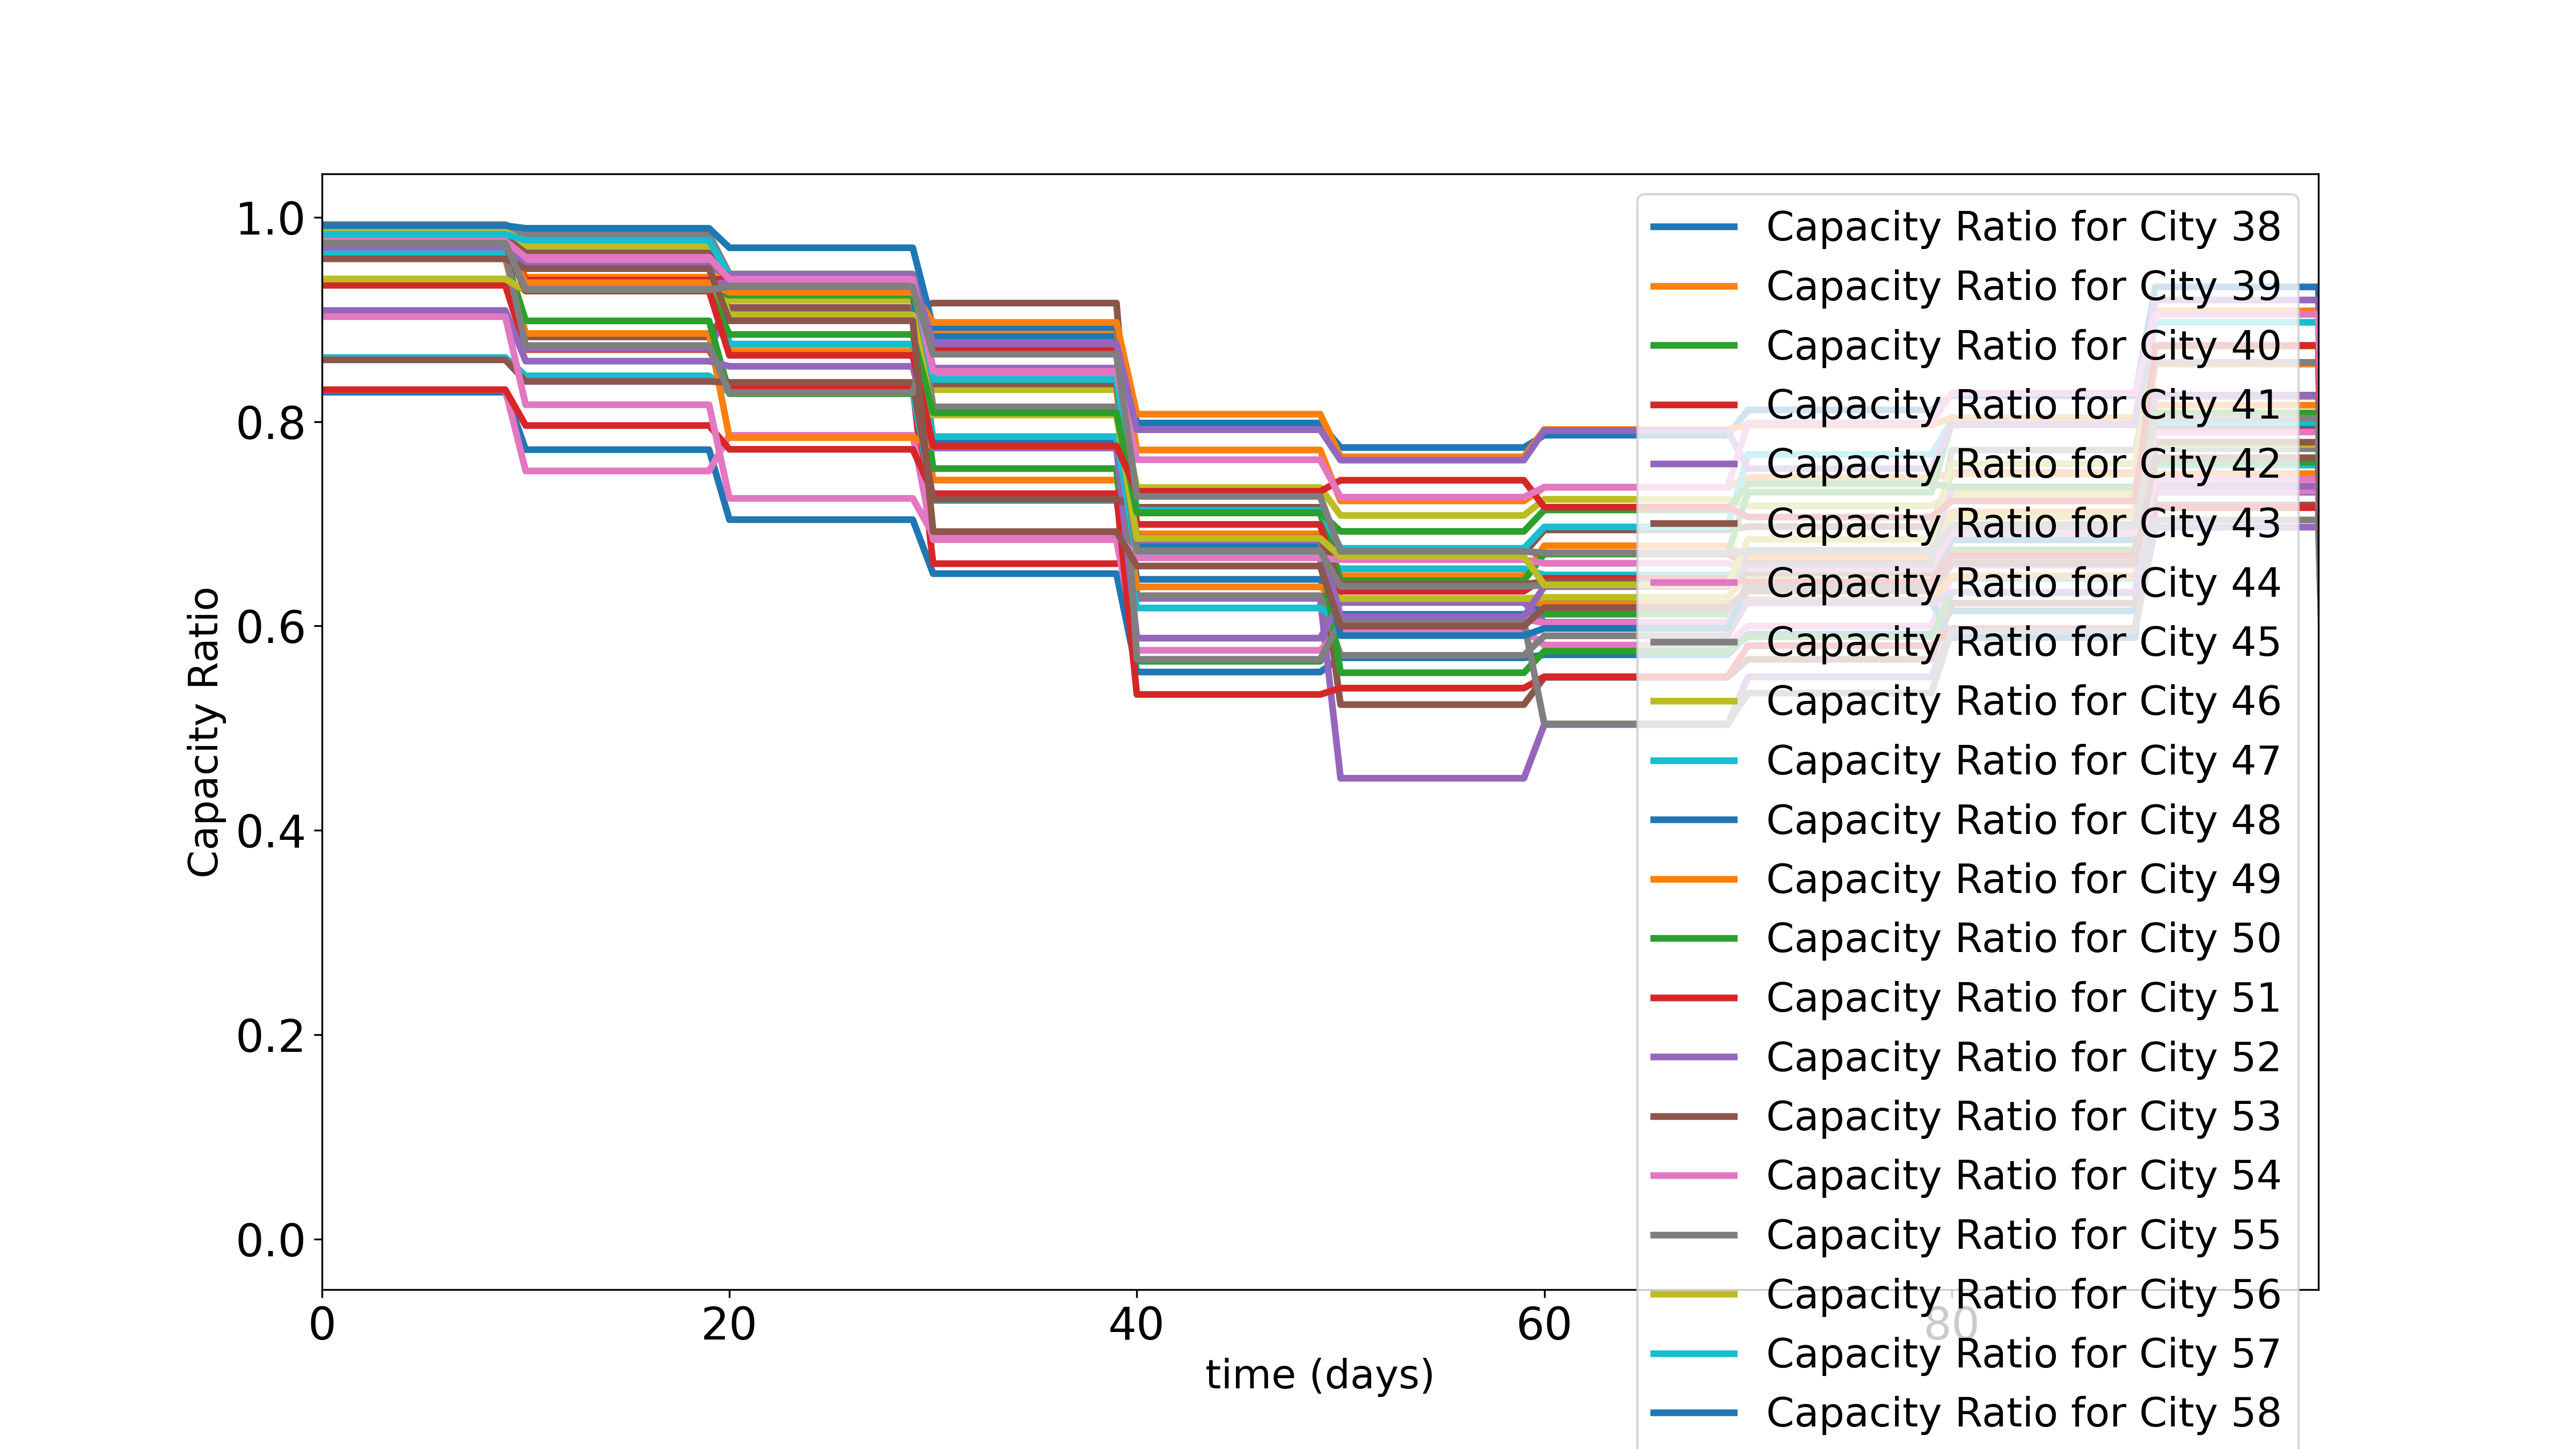 1.0
0.8
0.6
0.4
0.2
0.0
Capacity Ratio
0
20
40
60
80
time (days)
Capacity Ratio for City 38
Capacity Ratio for City 39
Capacity Ratio for City 40
Capacity Ratio for City 41
Capacity Ratio for City 42
Capacity Ratio for City 43
Capacity Ratio for City 44
Capacity Ratio for City 45
Capacity Ratio for City 46
Capacity Ratio for City 47
Capacity Ratio for City 48
Capacity Ratio for City 49
Capacity Ratio for City 50
Capacity Ratio for City 51
Capacity Ratio for City 52
Capacity Ratio for City 53
Capacity Ratio for City 54
Capacity Ratio for City 55
Capacity Ratio for City 56
Capacity Ratio for City 57
Capacity Ratio for City 58